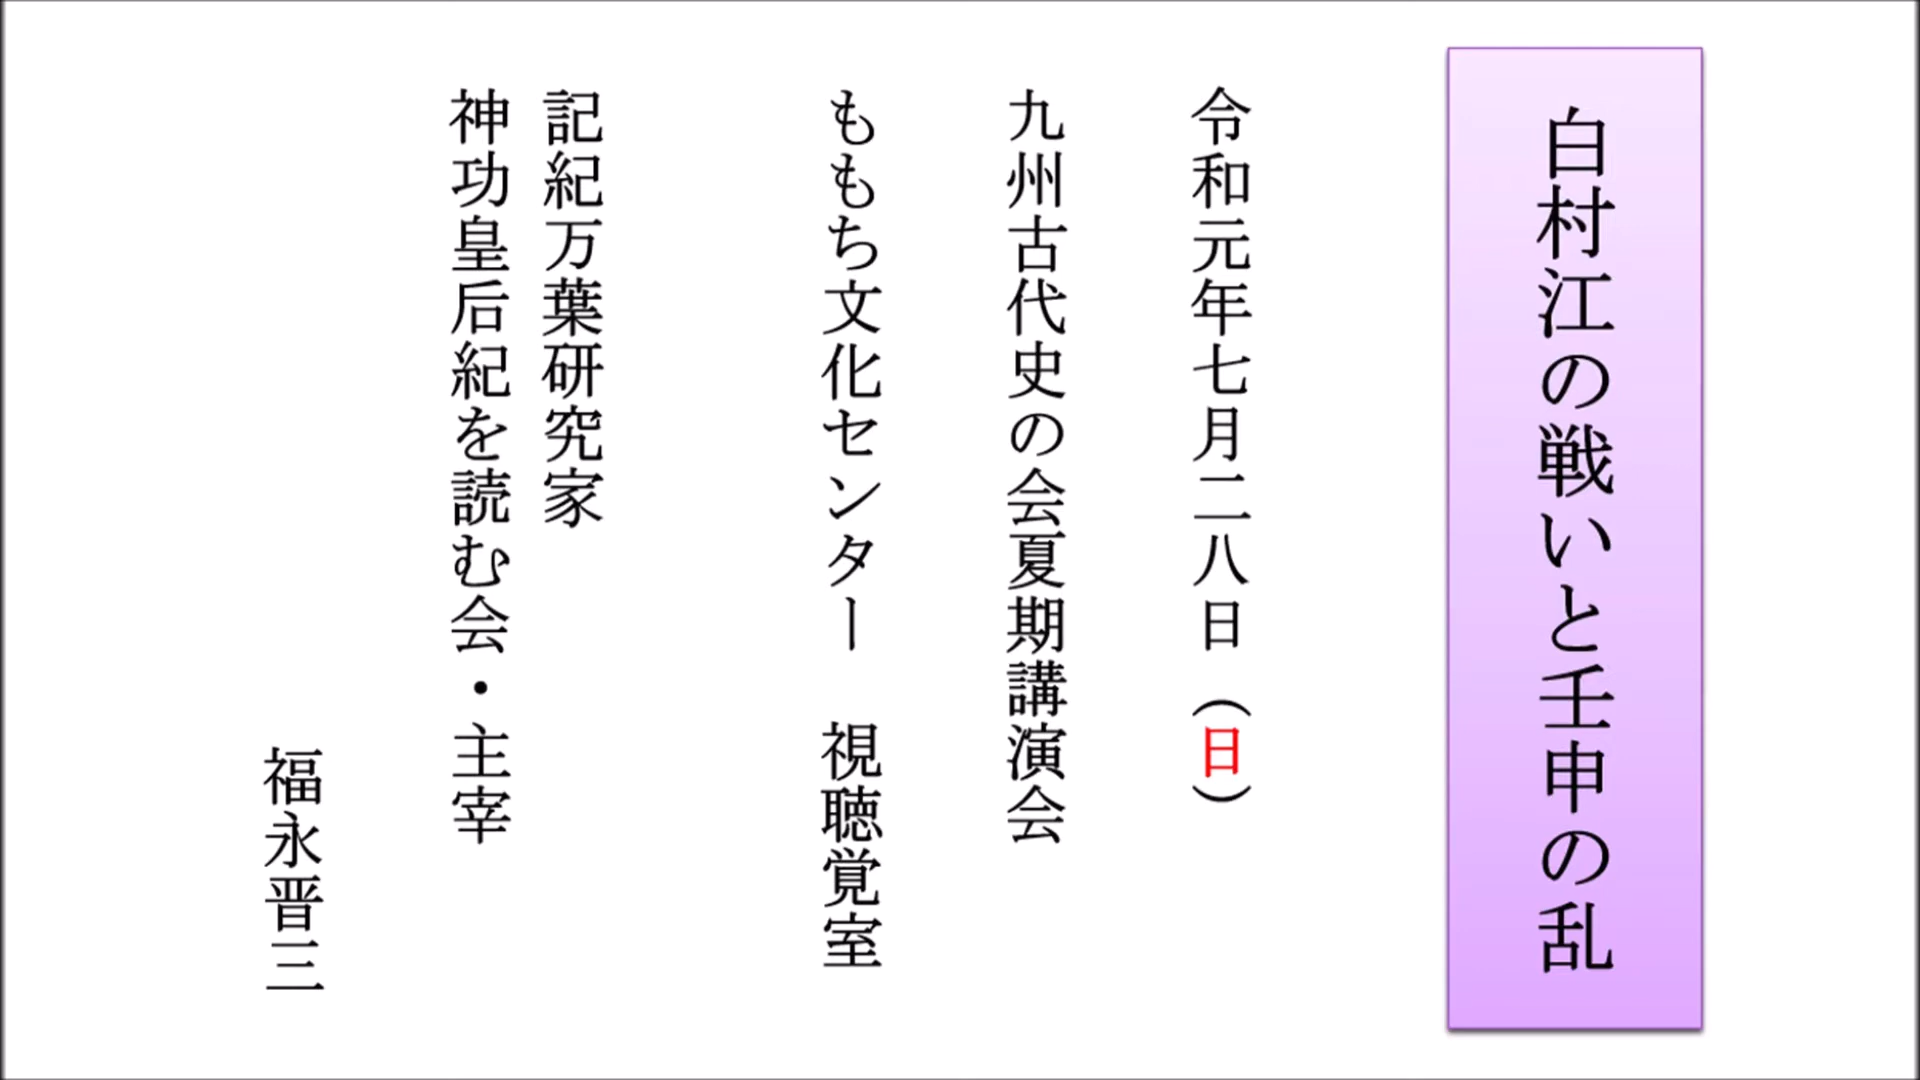 白村江の戦いと壬申の乱
令和元年七月二八日（日）
九州古代史の会夏期講演会
ももち文化センター　視聴覚室
記紀万葉研究家
神功皇后紀を読む会・主宰
福永晋三